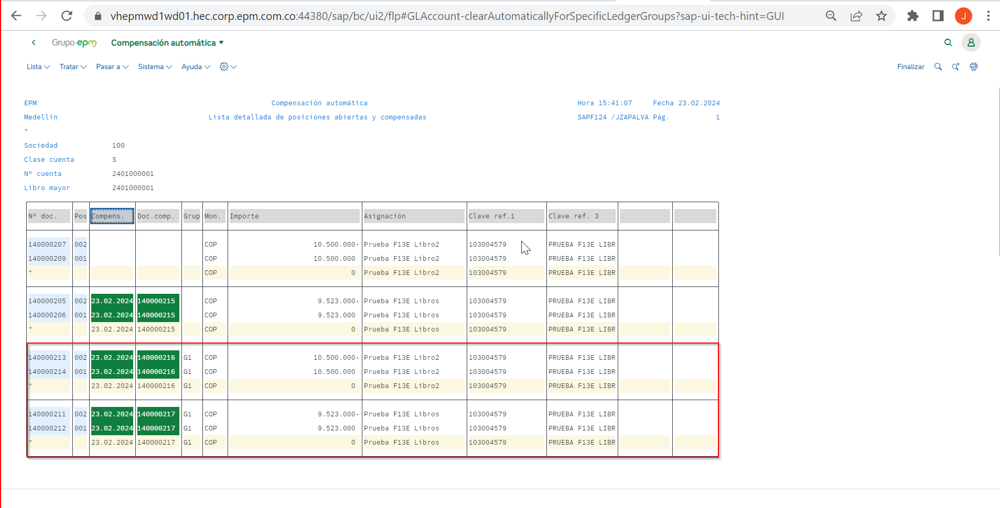 vhepmwd1wd01.hec.corp.epm.com.co:44380/sap/bc/ui2/flp#GLAccount-clearAutomaticallyForSpecificLedgerGroups?sap-ui-tech-hint=GUI
J
Grupo·epm Compensación automática
Lista Tratar Pasar a Sistema Ayuda Finalizar
EPM Compensación automática Hora 15:41:07 Fecha 23.02.2024
Medellín Lista detallada de posiciones abiertas y compensadas SAPF124 /JZAPALVA Pág. 1
*
Sociedad 100
Clase cuenta S
Nº cuenta 2401000001
Libro mayor 2401000001
Nº doc. Pos Compens. Doc.comp. Grup Mon. Importe Asignación Clave ref.1 Clave ref. 3
140000207 002 COP 10.500.000- Prueba F13E Libro2 103004579 PRUEBA F13E LIBR
140000209 001 COP 10.500.000 Prueba F13E Libro2 103004579 PRUEBA F13E LIBR
* COP 0 Prueba F13E Libro2 103004579 PRUEBA F13E LIBR
140000205 002 23.02.2024 140000215 COP 9.523.000- Prueba F13E Libros 103004579 PRUEBA F13E LIBR
140000206 001 23.02.2024 140000215 COP 9.523.000 Prueba F13E Libros 103004579 PRUEBA F13E LIBR
* 23.02.2024 140000215 COP 0 Prueba F13E Libros 103004579 PRUEBA F13E LIBR
140000213 002 23.02.2024 140000216 G1 COP 10.500.000- Prueba F13E Libro2 103004579 PRUEBA F13E LIBR
140000214 001 23.02.2024 140000216 G1 COP 10.500.000 Prueba F13E Libro2 103004579 PRUEBA F13E LIBR
* 23.02.2024 140000216 G1 COP 0 Prueba F13E Libro2 103004579 PRUEBA F13E LIBR
140000211 002 23.02.2024 140000217 G1 COP 9.523.000- Prueba F13E Libros 103004579 PRUEBA F13E LIBR
140000212 001 23.02.2024 140000217 G1 COP 9.523.000 Prueba F13E Libros 103004579 PRUEBA F13E LIBR
* 23.02.2024 140000217 G1 COP 0 Prueba F13E Libros 103004579 PRUEBA F13E LIBR